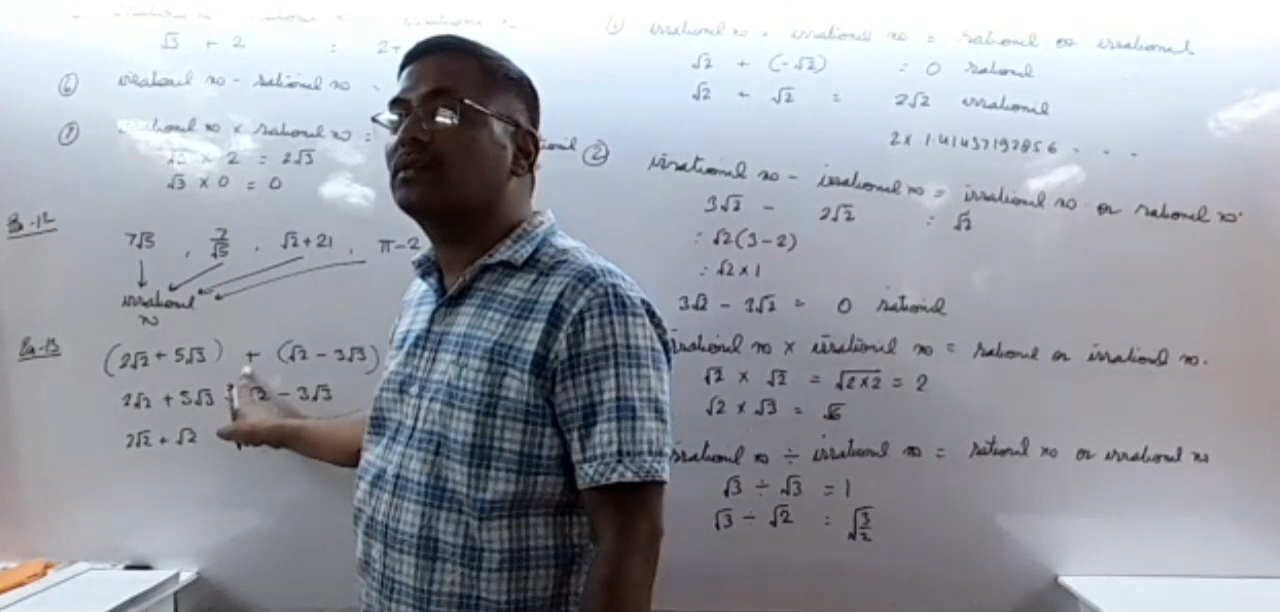 √3 + 2 = 2+
⑥ irrational no - rational no =
⑦ irrational no × rational no =
√3 × 2 = 2√3
√3 × 0 = 0
Ex-12
7√5 , 7/√5 , √2+21 , π-2
irrational
no
Ex-13
(2√2 + 5√3) + (√2 - 3√3)
2√2 + 5√3 + √2 - 3√3
2√2 + √2
irrational no + irrational no = rational or irrational
√2 + (-√2) = 0 rational
√2 + √2 = 2√2 irrational
2×1.41437192856 - - -
② irrational no - irrational no = irrational no or rational no.
3√2 - 2√2 = √2
: √2(3-2)
: √2×1
3√2 - 3√2 = 0 rational
irrational no × irrational no = rational or irrational no.
√2 × √2 = √2×2 = 2
√2 × √3 = √6
irrational no ÷ irrational no = rational no or irrational no
√3 ÷ √3 = 1
√3 ÷ √2 = √3/2